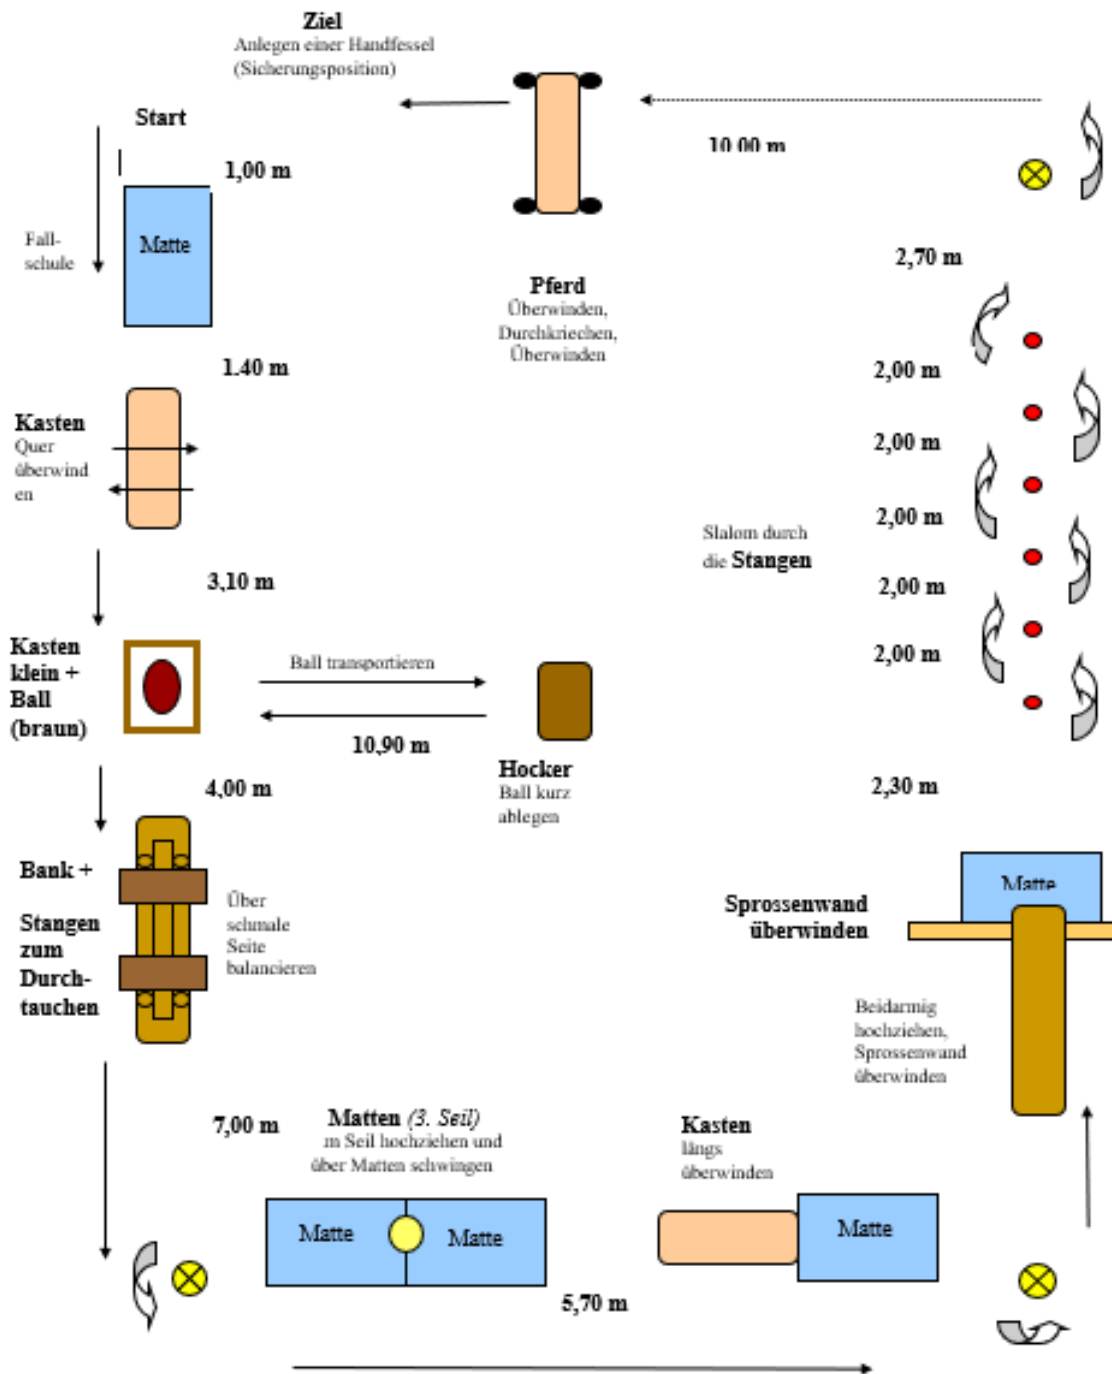 Ziel
Anlegen einer Handfessel
(Sicherungsposition)
Start
1,00 m
10,00 m
Fall-
schule
Matte
2,70 m
Pferd
Überwinden,
Durchkriechen,
Überwinden
1.40 m
2,00 m
Kasten
Quer
überwind
en
2,00 m
2,00 m
Slalom durch
die Stangen
3,10 m
2,00 m
Kasten
klein +
Ball
(braun)
Ball transportieren
2,00 m
10,90 m
Hocker
Ball kurz
ablegen
4,00 m
2,30 m
Bank +
Stangen
zum
Durch-
tauchen
Über
schmale
Seite
balancieren
Matte
Sprossenwand
überwinden
Beidarmig
hochziehen,
Sprossenwand
überwinden
7,00 m
Matten (3. Seil)
m Seil hochziehen und
über Matten schwingen
Kasten
längs
überwinden
Matte
Matte
Matte
5,70 m